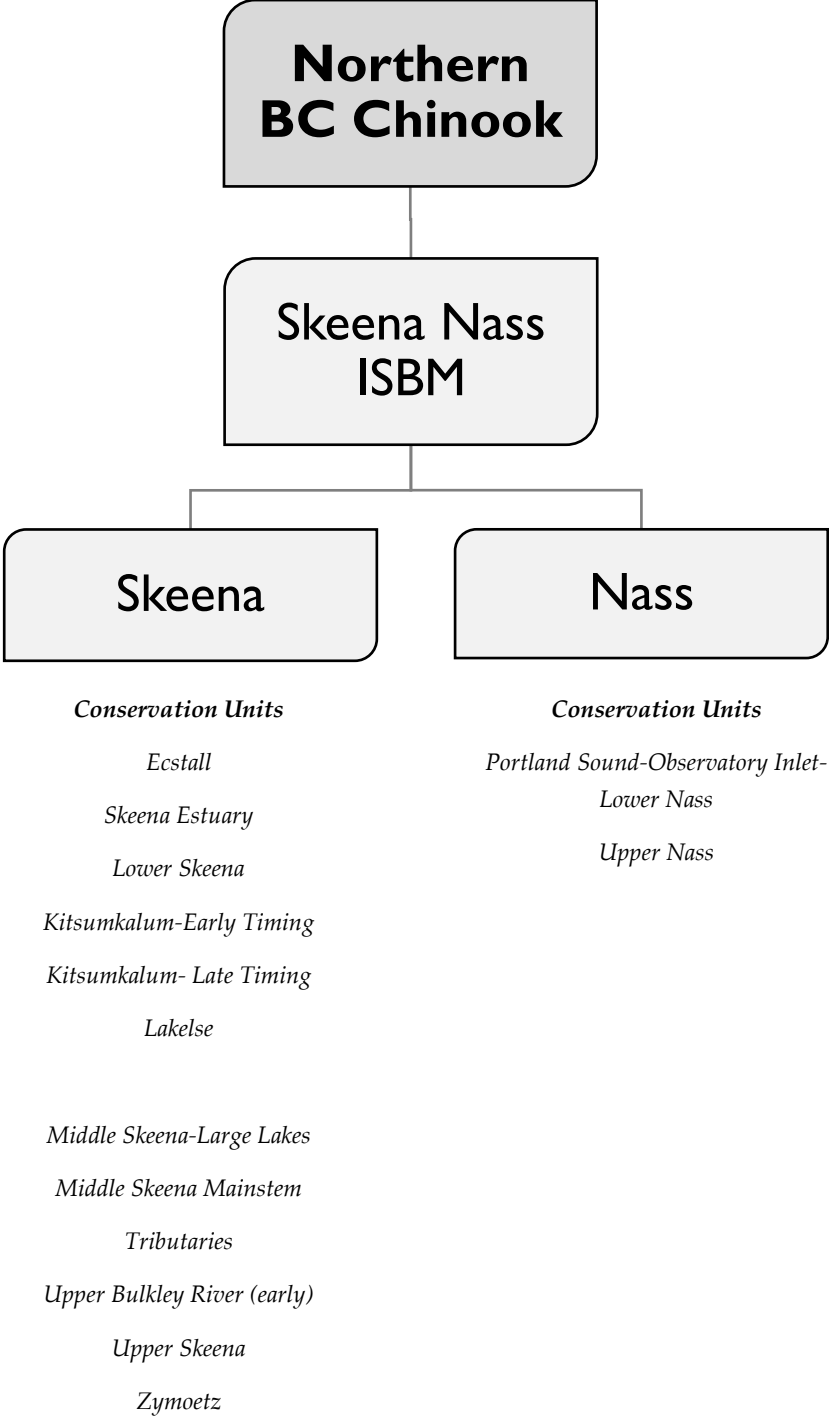 Northern
BC Chinook
Skeena Nass
ISBM
Skeena
Conservation Units
Ecstall
Skeena Estuary
Lower Skeena
Kitsumkalum-Early Timing
Kitsumkalum- Late Timing
Lakelse
Middle Skeena-Large Lakes
Middle Skeena Mainstem
Tributaries
Upper Bulkley River (early)
Upper Skeena
Zymoetz
Nass
Conservation Units
Portland Sound-Observatory Inlet-
Lower Nass
Upper Nass